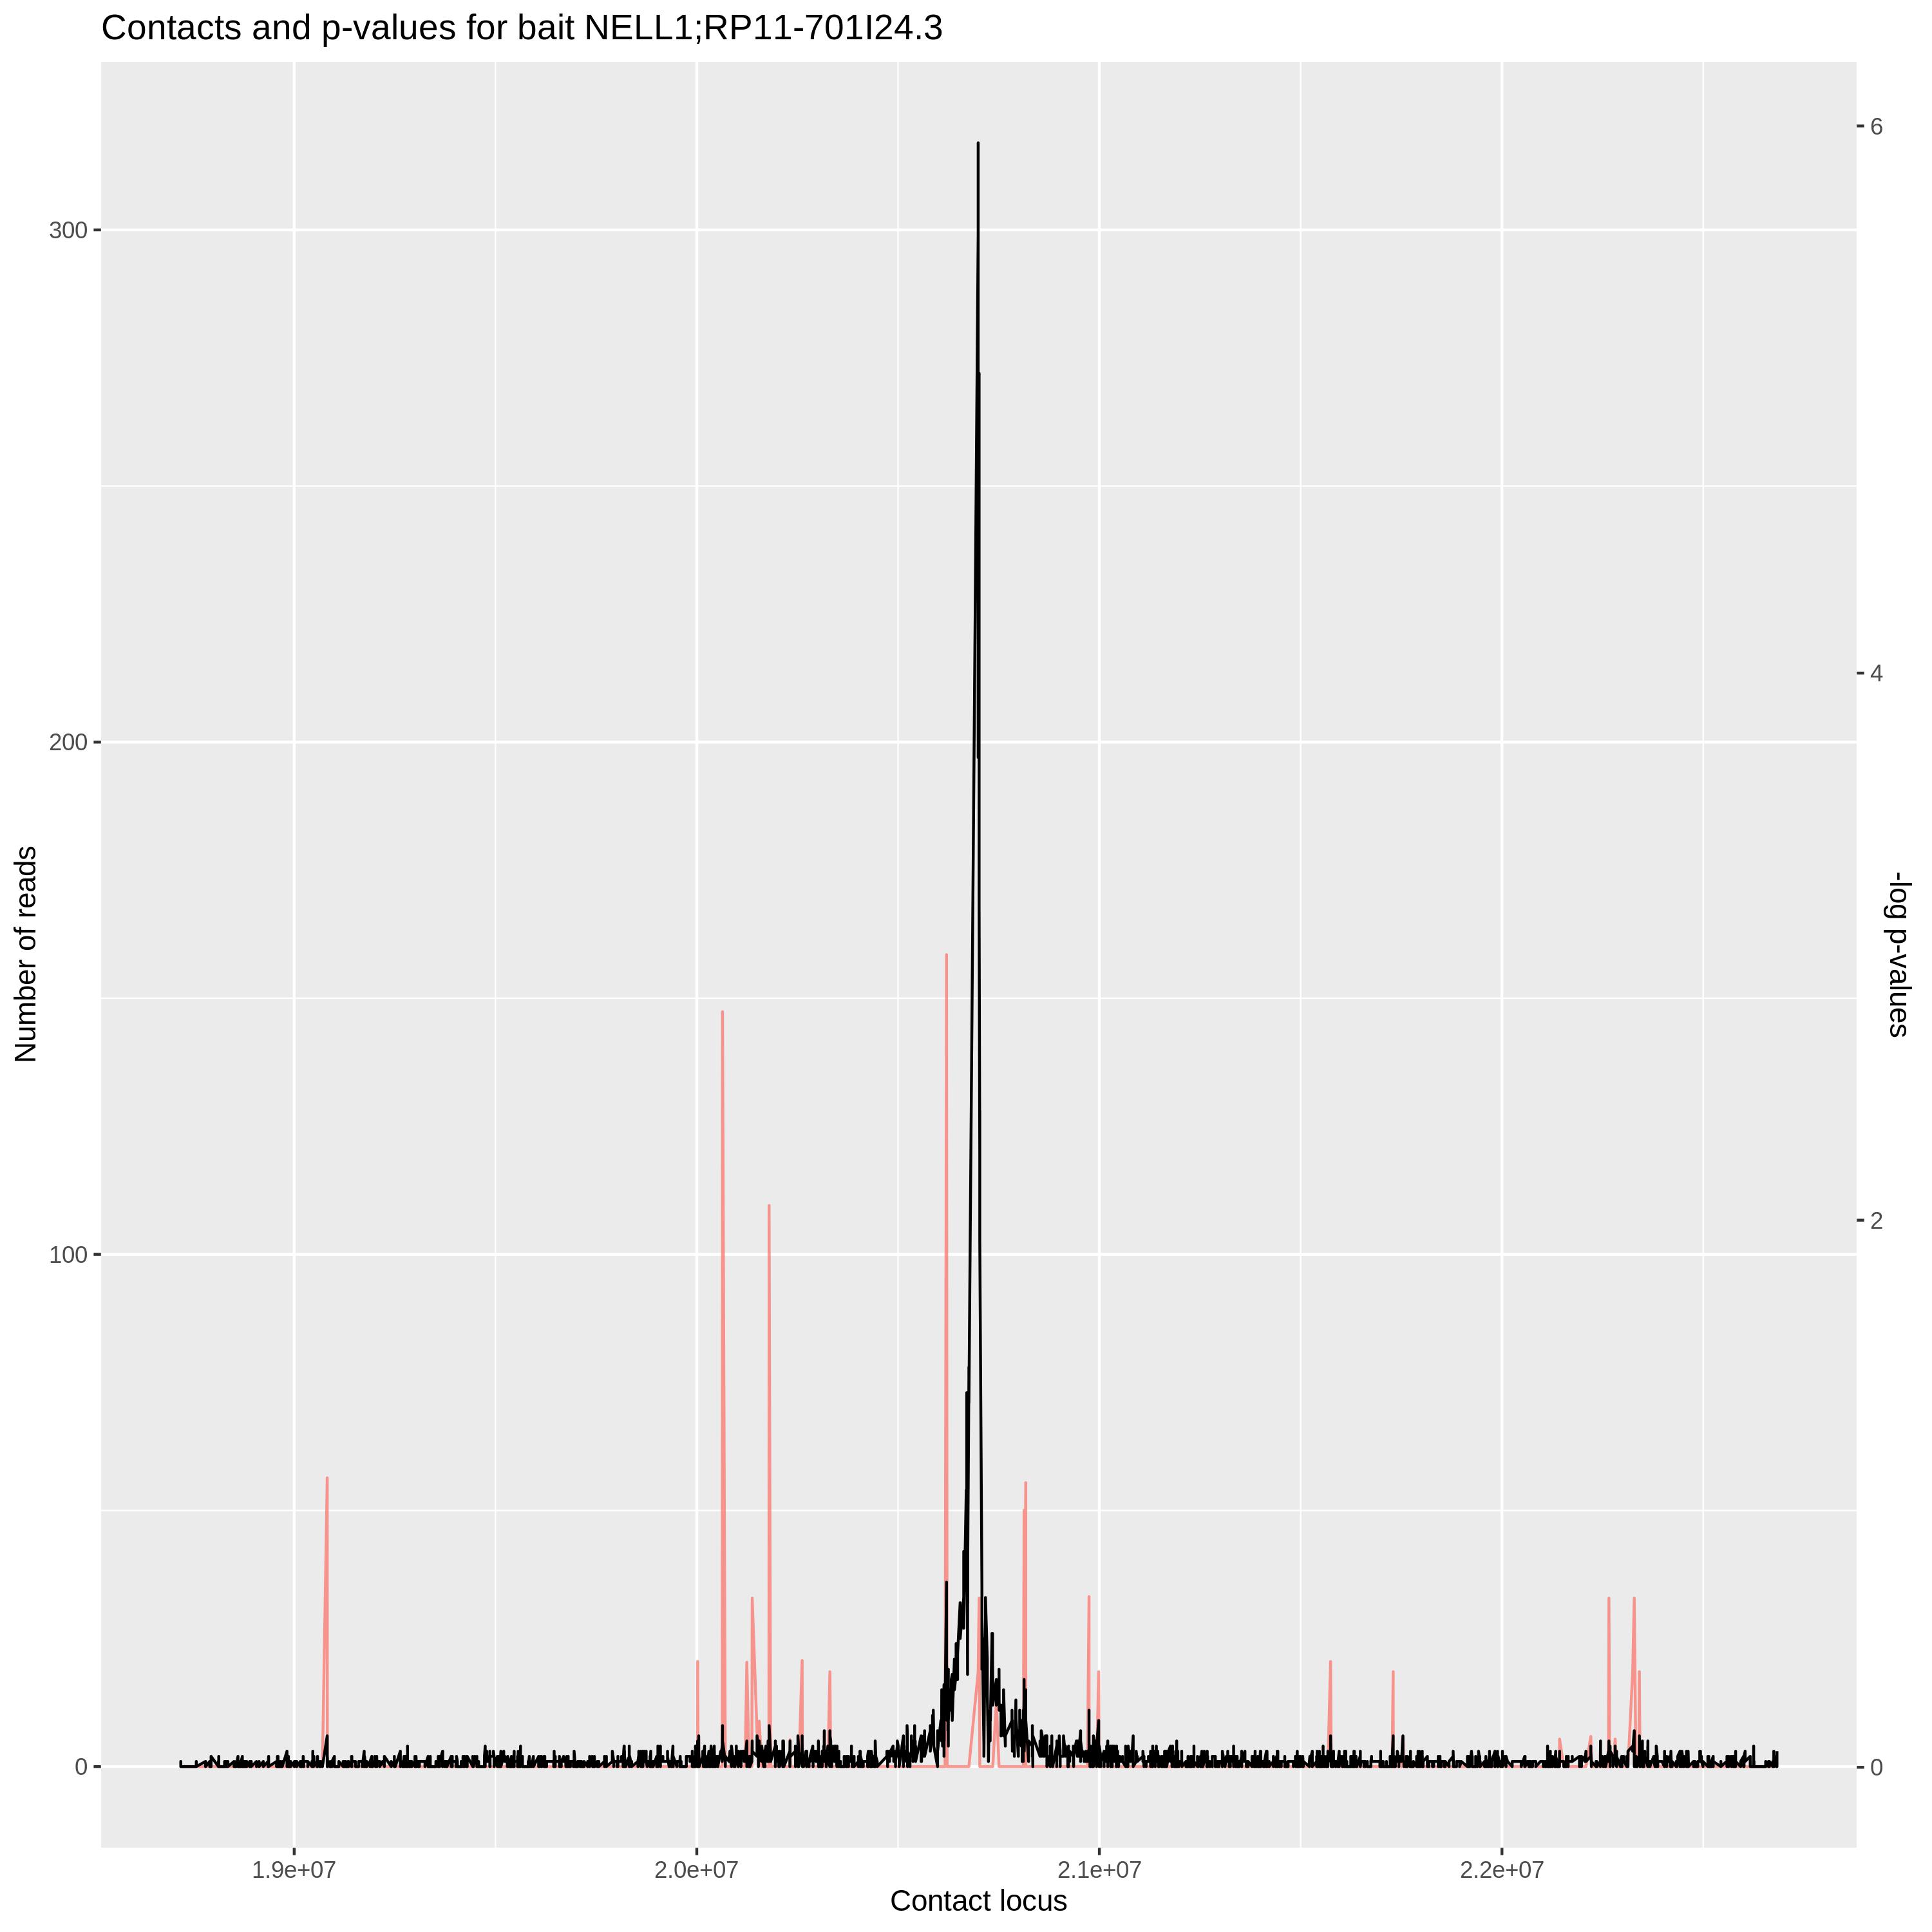 Contacts and p-values for bait NELL1;RP11-701I24.3
Number of reads
300
200
100
0
6
4
2
0
-log p-values
1.9e+07 2.0e+07 2.1e+07 2.2e+07
Contact locus